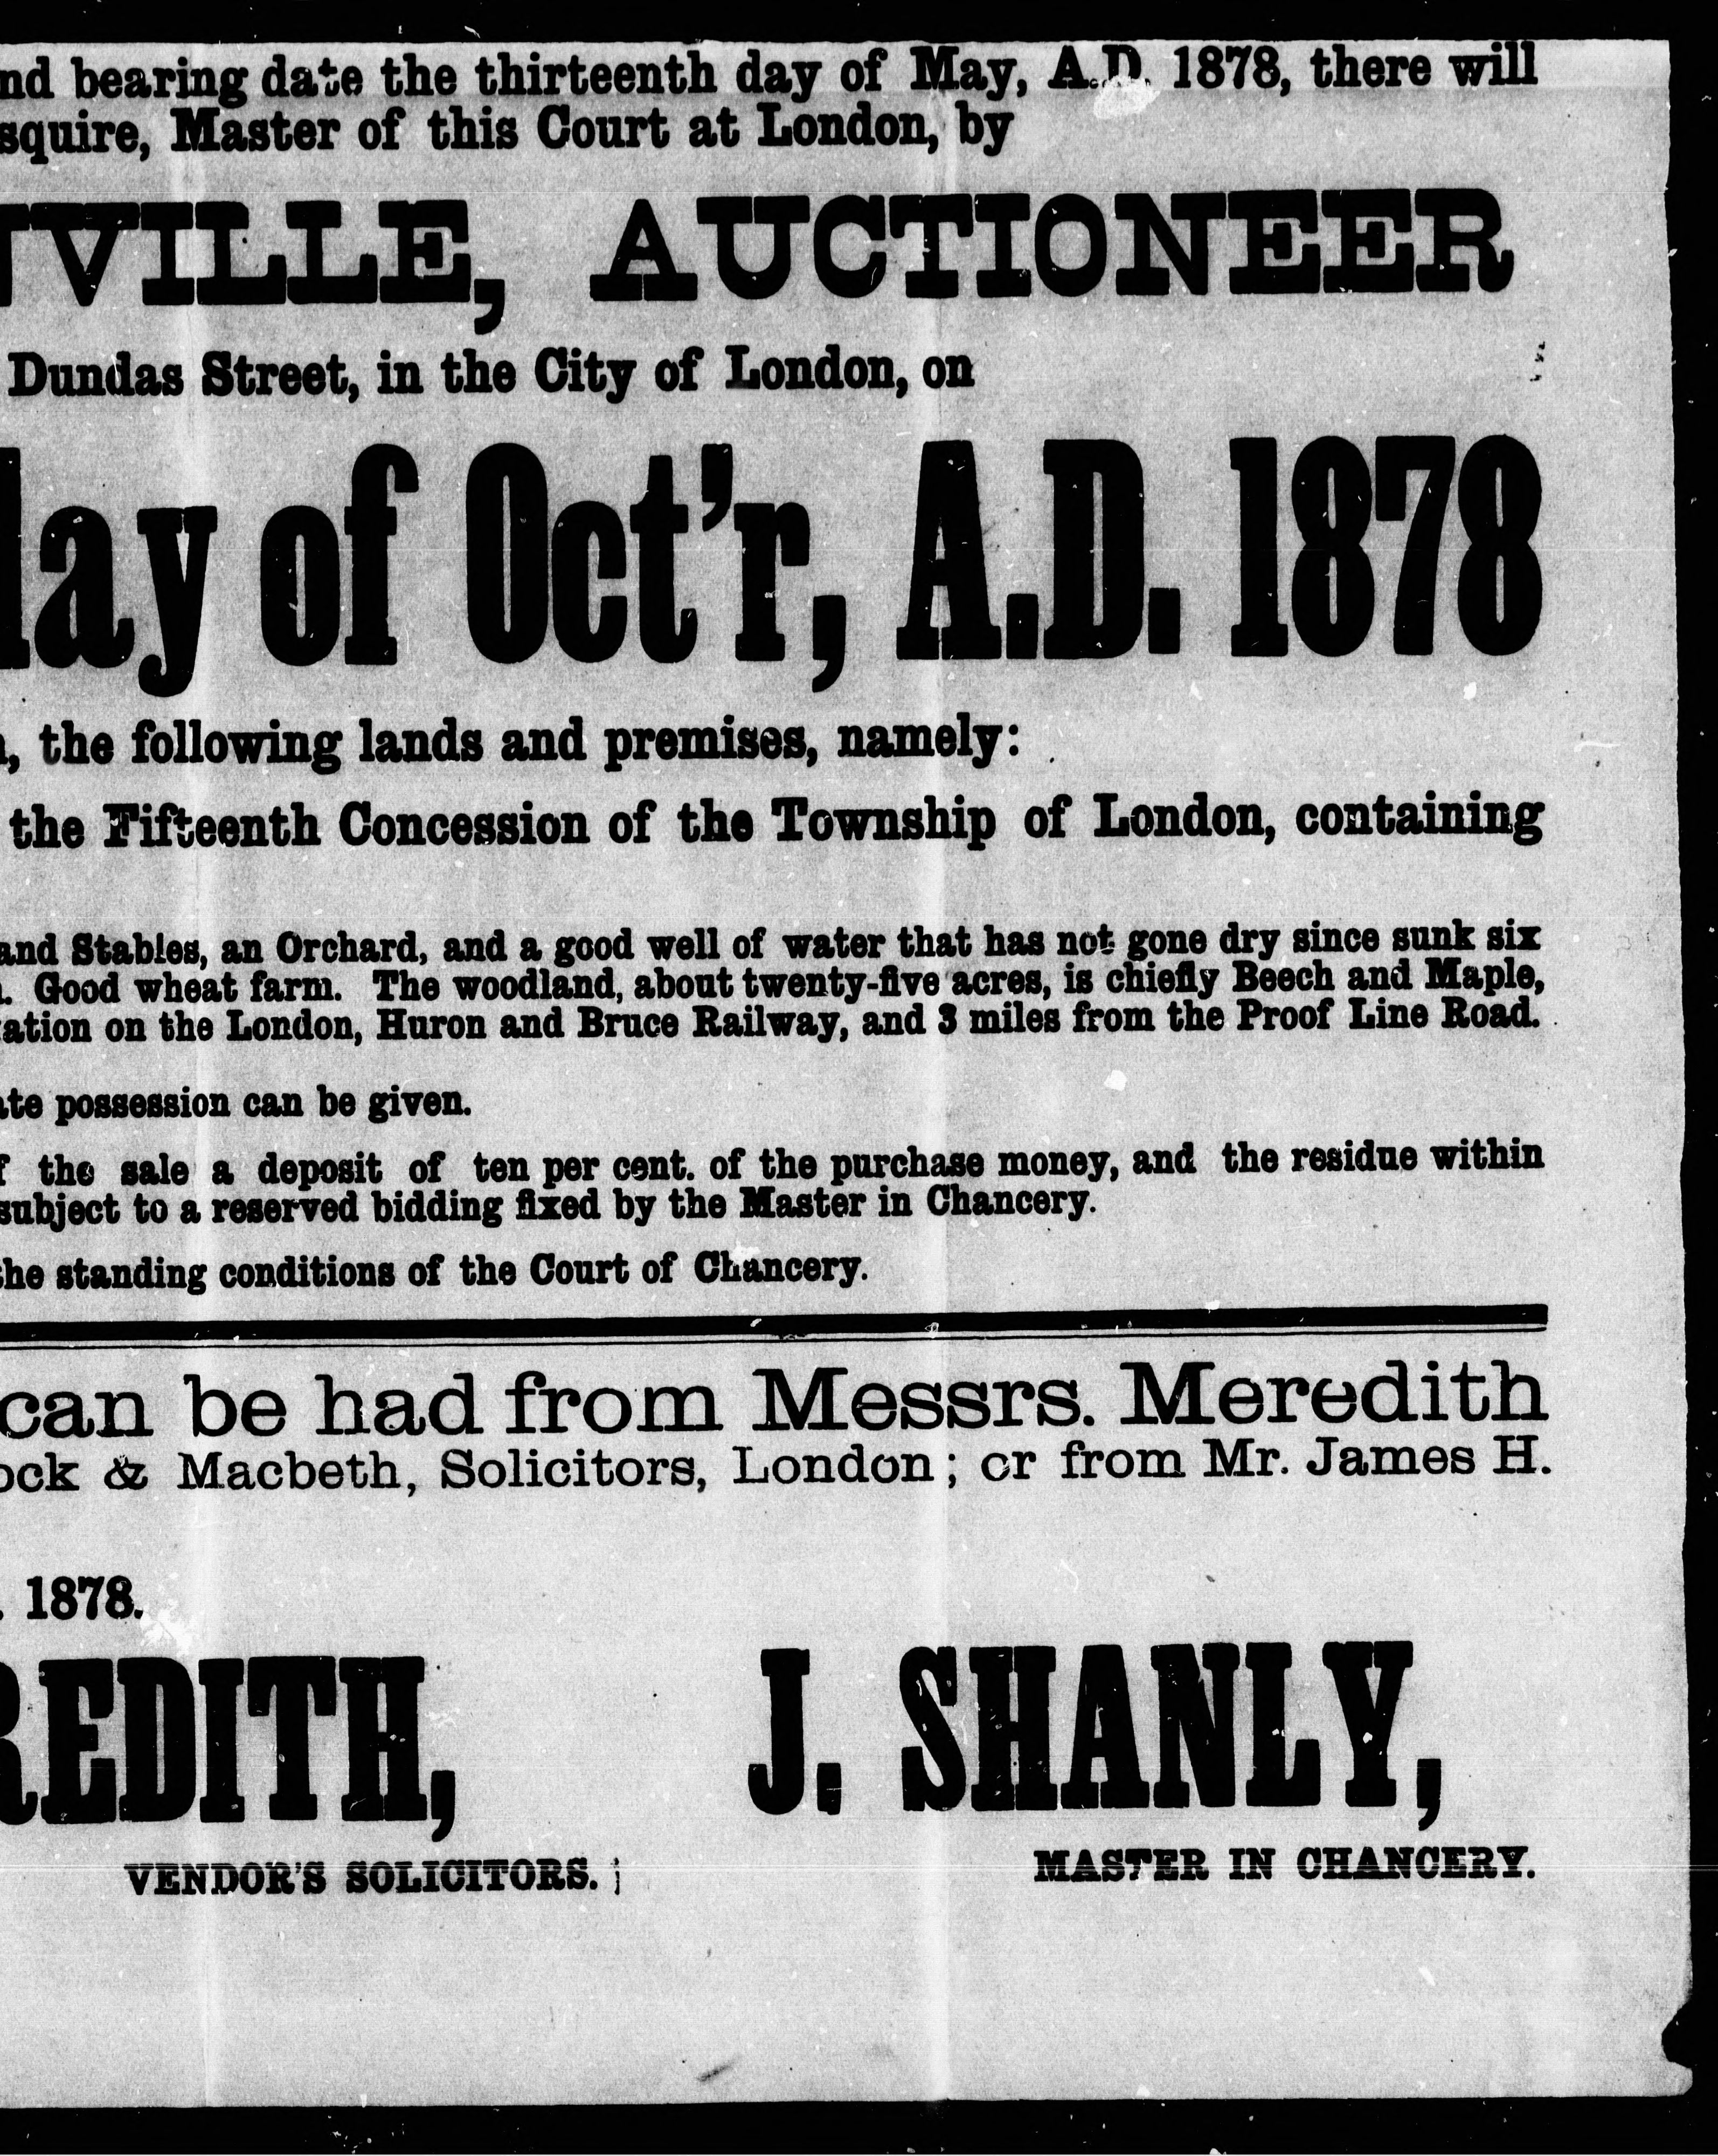 nd bearing date the thirteenth day of May, A.D. 1878, there will
squire, Master of this Court at London, by
VILLE, AUCTIONEER
Dundas Street, in the City of London, on
day of Oct'r, A.D. 1878
, the following lands and premises, namely:
the Fifteenth Concession of the Township of London, containing
and Stables, an Orchard, and a good well of water that has not gone dry since sunk six
. Good wheat farm. The woodland, about twenty-five acres, is chiefly Beech and Maple,
ation on the London, Huron and Bruce Railway, and 3 miles from the Proof Line Road.
ate possession can be given.
f the sale a deposit of ten per cent. of the purchase money, and the residue within
subject to a reserved bidding fixed by the Master in Chancery.
the standing conditions of the Court of Chancery.
can be had from Messrs. Meredith
ock & Macbeth, Solicitors, London; or from Mr. James H.
. 1878.
REDITH,
J. SHANLY,
VENDOR'S SOLICITORS.
MASTER IN CHANCERY.